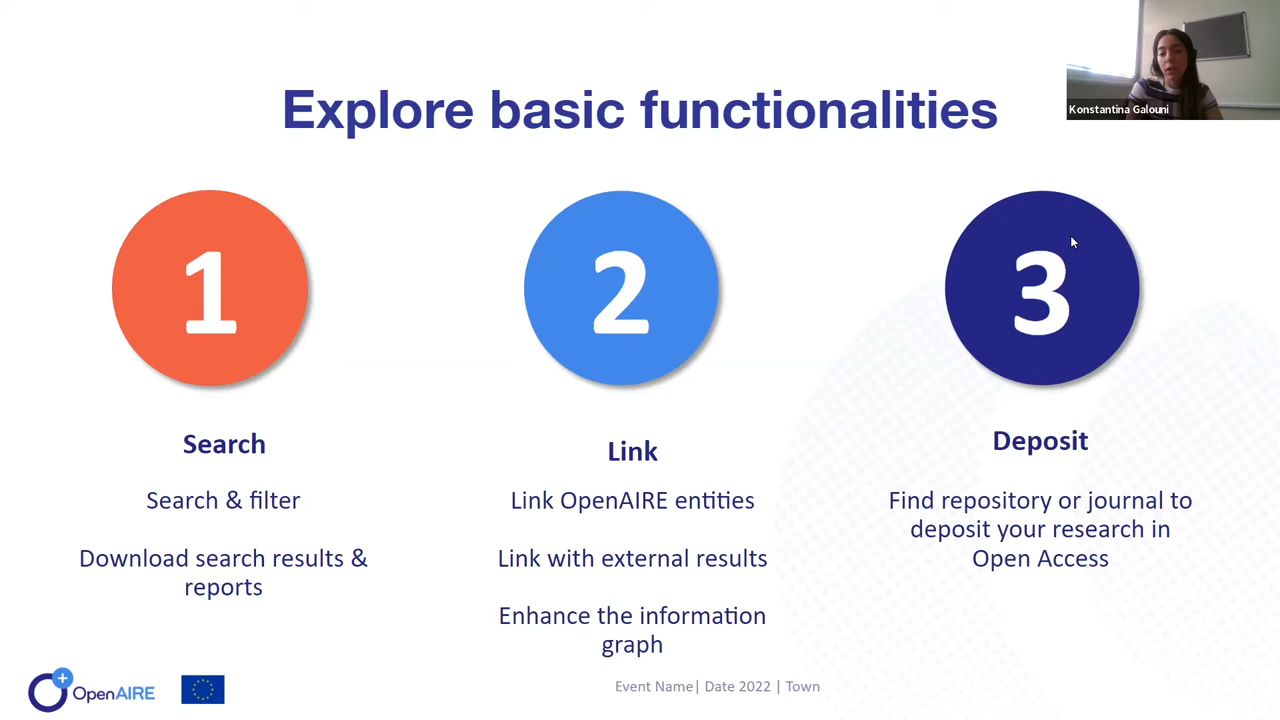 Explore basic functionalities
Konstantina Galouni
1
2
3
Search
Search & filter
Download search results &
reports
Link
Link OpenAIRE entities
Link with external results
Enhance the information
graph
Deposit
Find repository or journal to
deposit your research in
Open Access
OpenAIRE
Event Name| Date 2022 | Town